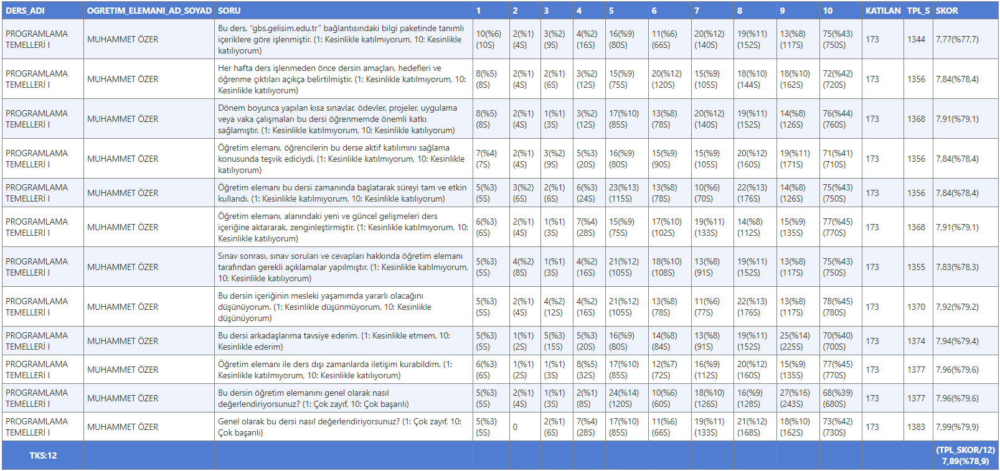 DERS_ADI OGRETIM_ELEMANI_AD_SOYAD SORU 1 2 3 4 5 6 7 8 9 10 KATILAN TPL_S SKOR
PROGRAMLAMA TEMELLERİ I MUHAMMET ÖZER Bu ders, "gbs.gelisim.edu.tr" bağlantısındaki bilgi paketinde tanımlı içeriklere göre işlenmiştir. (1: Kesinlikle katılmıyorum, 10: Kesinlikle katılıyorum) 10(%6) (10S) 2(%1) (4S) 3(%2) (9S) 4(%2) (16S) 16(%9) (80S) 11(%6) (66S) 20(%12) (140S) 19(%11) (152S) 13(%8) (117S) 75(%43) (750S) 173 1344 7,77(%77,7)
PROGRAMLAMA TEMELLERİ I MUHAMMET ÖZER Her hafta ders işlenmeden önce dersin amaçları, hedefleri ve öğrenme çıktıları açıkça belirtilmiştir. (1: Kesinlikle katılmıyorum, 10: Kesinlikle katılıyorum) 8(%5) (8S) 2(%1) (4S) 2(%1) (6S) 3(%2) (12S) 15(%9) (75S) 20(%12) (120S) 15(%9) (105S) 18(%10) (144S) 18(%10) (162S) 72(%42) (720S) 173 1356 7,84(%78,4)
PROGRAMLAMA TEMELLERİ I MUHAMMET ÖZER Dönem boyunca yapılan kısa sınavlar, ödevler, projeler, uygulama veya vaka çalışmaları bu dersi öğrenmemde önemli katkı sağlamıştır. (1: Kesinlikle katılmıyorum, 10: Kesinlikle katılıyorum) 8(%5) (8S) 2(%1) (4S) 1(%1) (3S) 3(%2) (12S) 17(%10) (85S) 13(%8) (78S) 20(%12) (140S) 19(%11) (152S) 14(%8) (126S) 76(%44) (760S) 173 1368 7,91(%79,1)
PROGRAMLAMA TEMELLERİ I MUHAMMET ÖZER Öğretim elemanı, öğrencilerin bu derse aktif katılımını sağlama konusunda teşvik ediciydi. (1: Kesinlikle katılmıyorum, 10: Kesinlikle katılıyorum) 7(%4) (7S) 2(%1) (4S) 3(%2) (9S) 5(%3) (20S) 16(%9) (80S) 15(%9) (90S) 15(%9) (105S) 20(%12) (160S) 19(%11) (171S) 71(%41) (710S) 173 1356 7,84(%78,4)
PROGRAMLAMA TEMELLERİ I MUHAMMET ÖZER Öğretim elemanı bu dersi zamanında başlatarak süreyi tam ve etkin kullandı. (1: Kesinlikle katılmıyorum, 10: Kesinlikle katılıyorum) 5(%3) (5S) 3(%2) (6S) 2(%1) (6S) 6(%3) (24S) 23(%13) (115S) 13(%8) (78S) 10(%6) (70S) 22(%13) (176S) 14(%8) (126S) 75(%43) (750S) 173 1356 7,84(%78,4)
PROGRAMLAMA TEMELLERİ I MUHAMMET ÖZER Öğretim elemanı, alanındaki yeni ve güncel gelişmeleri ders içeriğine aktararak, zenginleştirmiştir. (1: Kesinlikle katılmıyorum, 10: Kesinlikle katılıyorum) 6(%3) (6S) 2(%1) (4S) 1(%1) (3S) 7(%4) (28S) 15(%9) (75S) 17(%10) (102S) 19(%11) (133S) 14(%8) (112S) 15(%9) (135S) 77(%45) (770S) 173 1368 7,91(%79,1)
PROGRAMLAMA TEMELLERİ I MUHAMMET ÖZER Sınav sonrası, sınav soruları ve cevapları hakkında öğretim elemanı tarafından gerekli açıklamalar yapılmıştır. (1: Kesinlikle katılmıyorum, 10: Kesinlikle katılıyorum) 5(%3) (5S) 4(%2) (8S) 1(%1) (3S) 4(%2) (16S) 21(%12) (105S) 18(%10) (108S) 13(%8) (91S) 19(%11) (152S) 13(%8) (117S) 75(%43) (750S) 173 1355 7,83(%78,3)
PROGRAMLAMA TEMELLERİ I MUHAMMET ÖZER Bu dersin içeriğinin mesleki yaşamımda yararlı olacağını düşünüyorum. (1: Kesinlikle düşünmüyorum, 10: Kesinlikle düşünüyorum) 5(%3) (5S) 2(%1) (4S) 4(%2) (12S) 4(%2) (16S) 21(%12) (105S) 13(%8) (78S) 11(%6) (77S) 22(%13) (176S) 13(%8) (117S) 78(%45) (780S) 173 1370 7,92(%79,2)
PROGRAMLAMA TEMELLERİ I MUHAMMET ÖZER Bu dersi arkadaşlarıma tavsiye ederim. (1: Kesinlikle etmem, 10: Kesinlikle ederim) 5(%3) (5S) 1(%1) (2S) 5(%3) (15S) 5(%3) (20S) 16(%9) (80S) 14(%8) (84S) 13(%8) (91S) 19(%11) (152S) 25(%14) (225S) 70(%40) (700S) 173 1374 7,94(%79,4)
PROGRAMLAMA TEMELLERİ I MUHAMMET ÖZER Öğretim elemanı ile ders dışı zamanlarda iletişim kurabildim. (1: Kesinlikle katılmıyorum, 10: Kesinlikle katılıyorum) 6(%3) (6S) 1(%1) (2S) 1(%1) (3S) 8(%5) (32S) 17(%10) (85S) 12(%7) (72S) 16(%9) (112S) 20(%12) (160S) 15(%9) (135S) 77(%45) (770S) 173 1377 7,96(%79,6)
PROGRAMLAMA TEMELLERİ I MUHAMMET ÖZER Bu dersin öğretim elemanını genel olarak nasıl değerlendiriyorsunuz? (1: Çok zayıf, 10: Çok başarılı) 5(%3) (5S) 2(%1) (4S) 1(%1) (3S) 2(%1) (8S) 24(%14) (120S) 10(%6) (60S) 18(%10) (126S) 16(%9) (128S) 27(%16) (243S) 68(%39) (680S) 173 1377 7,96(%79,6)
PROGRAMLAMA TEMELLERİ I MUHAMMET ÖZER Genel olarak bu dersi nasıl değerlendiriyorsunuz? (1: Çok zayıf, 10: Çok başarılı) 5(%3) (5S) 0 2(%1) (6S) 7(%4) (28S) 17(%10) (85S) 11(%6) (66S) 19(%11) (133S) 21(%12) (168S) 18(%10) (162S) 73(%42) (730S) 173 1383 7,99(%79,9)
TKS:12 (TPL_SKOR/12) 7,89(%78,9)